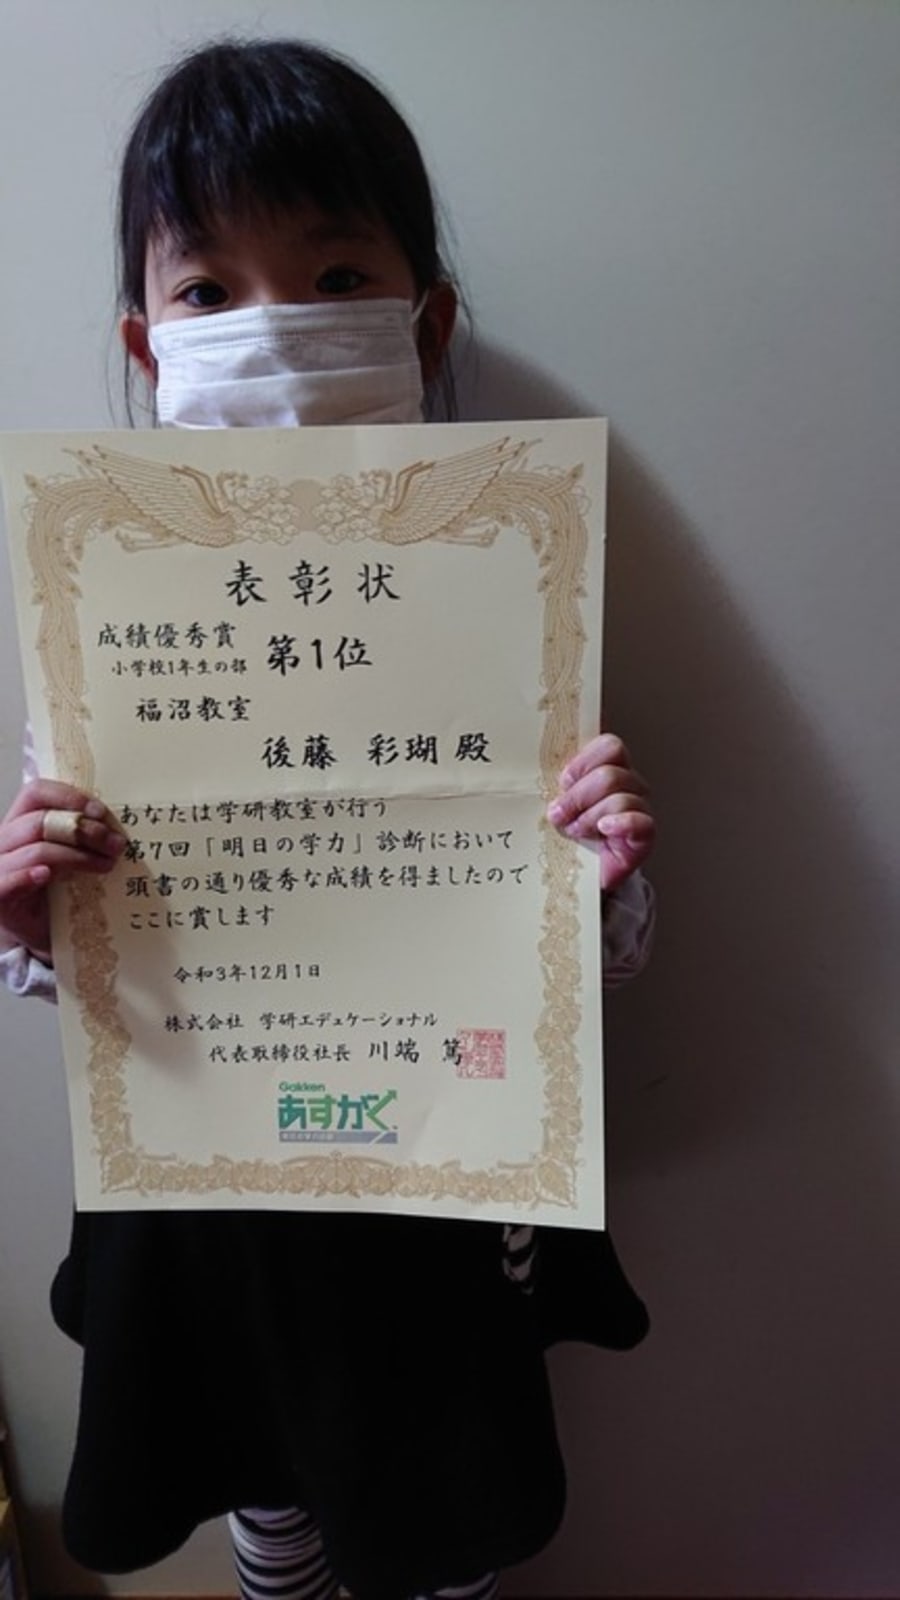 表彰状
成績優秀賞 第1位
小学校1年生の部
福沼教室
後藤 彩瑚 殿
あなたは学研教室が行う
第7回「明日の学力」診断において
頭書の通り優秀な成績を得ましたので
ここに賞します
令和3年12月1日
株式会社 学研エデュケーショナル
代表取締役社長 川端 篤
Gakken
あすがく